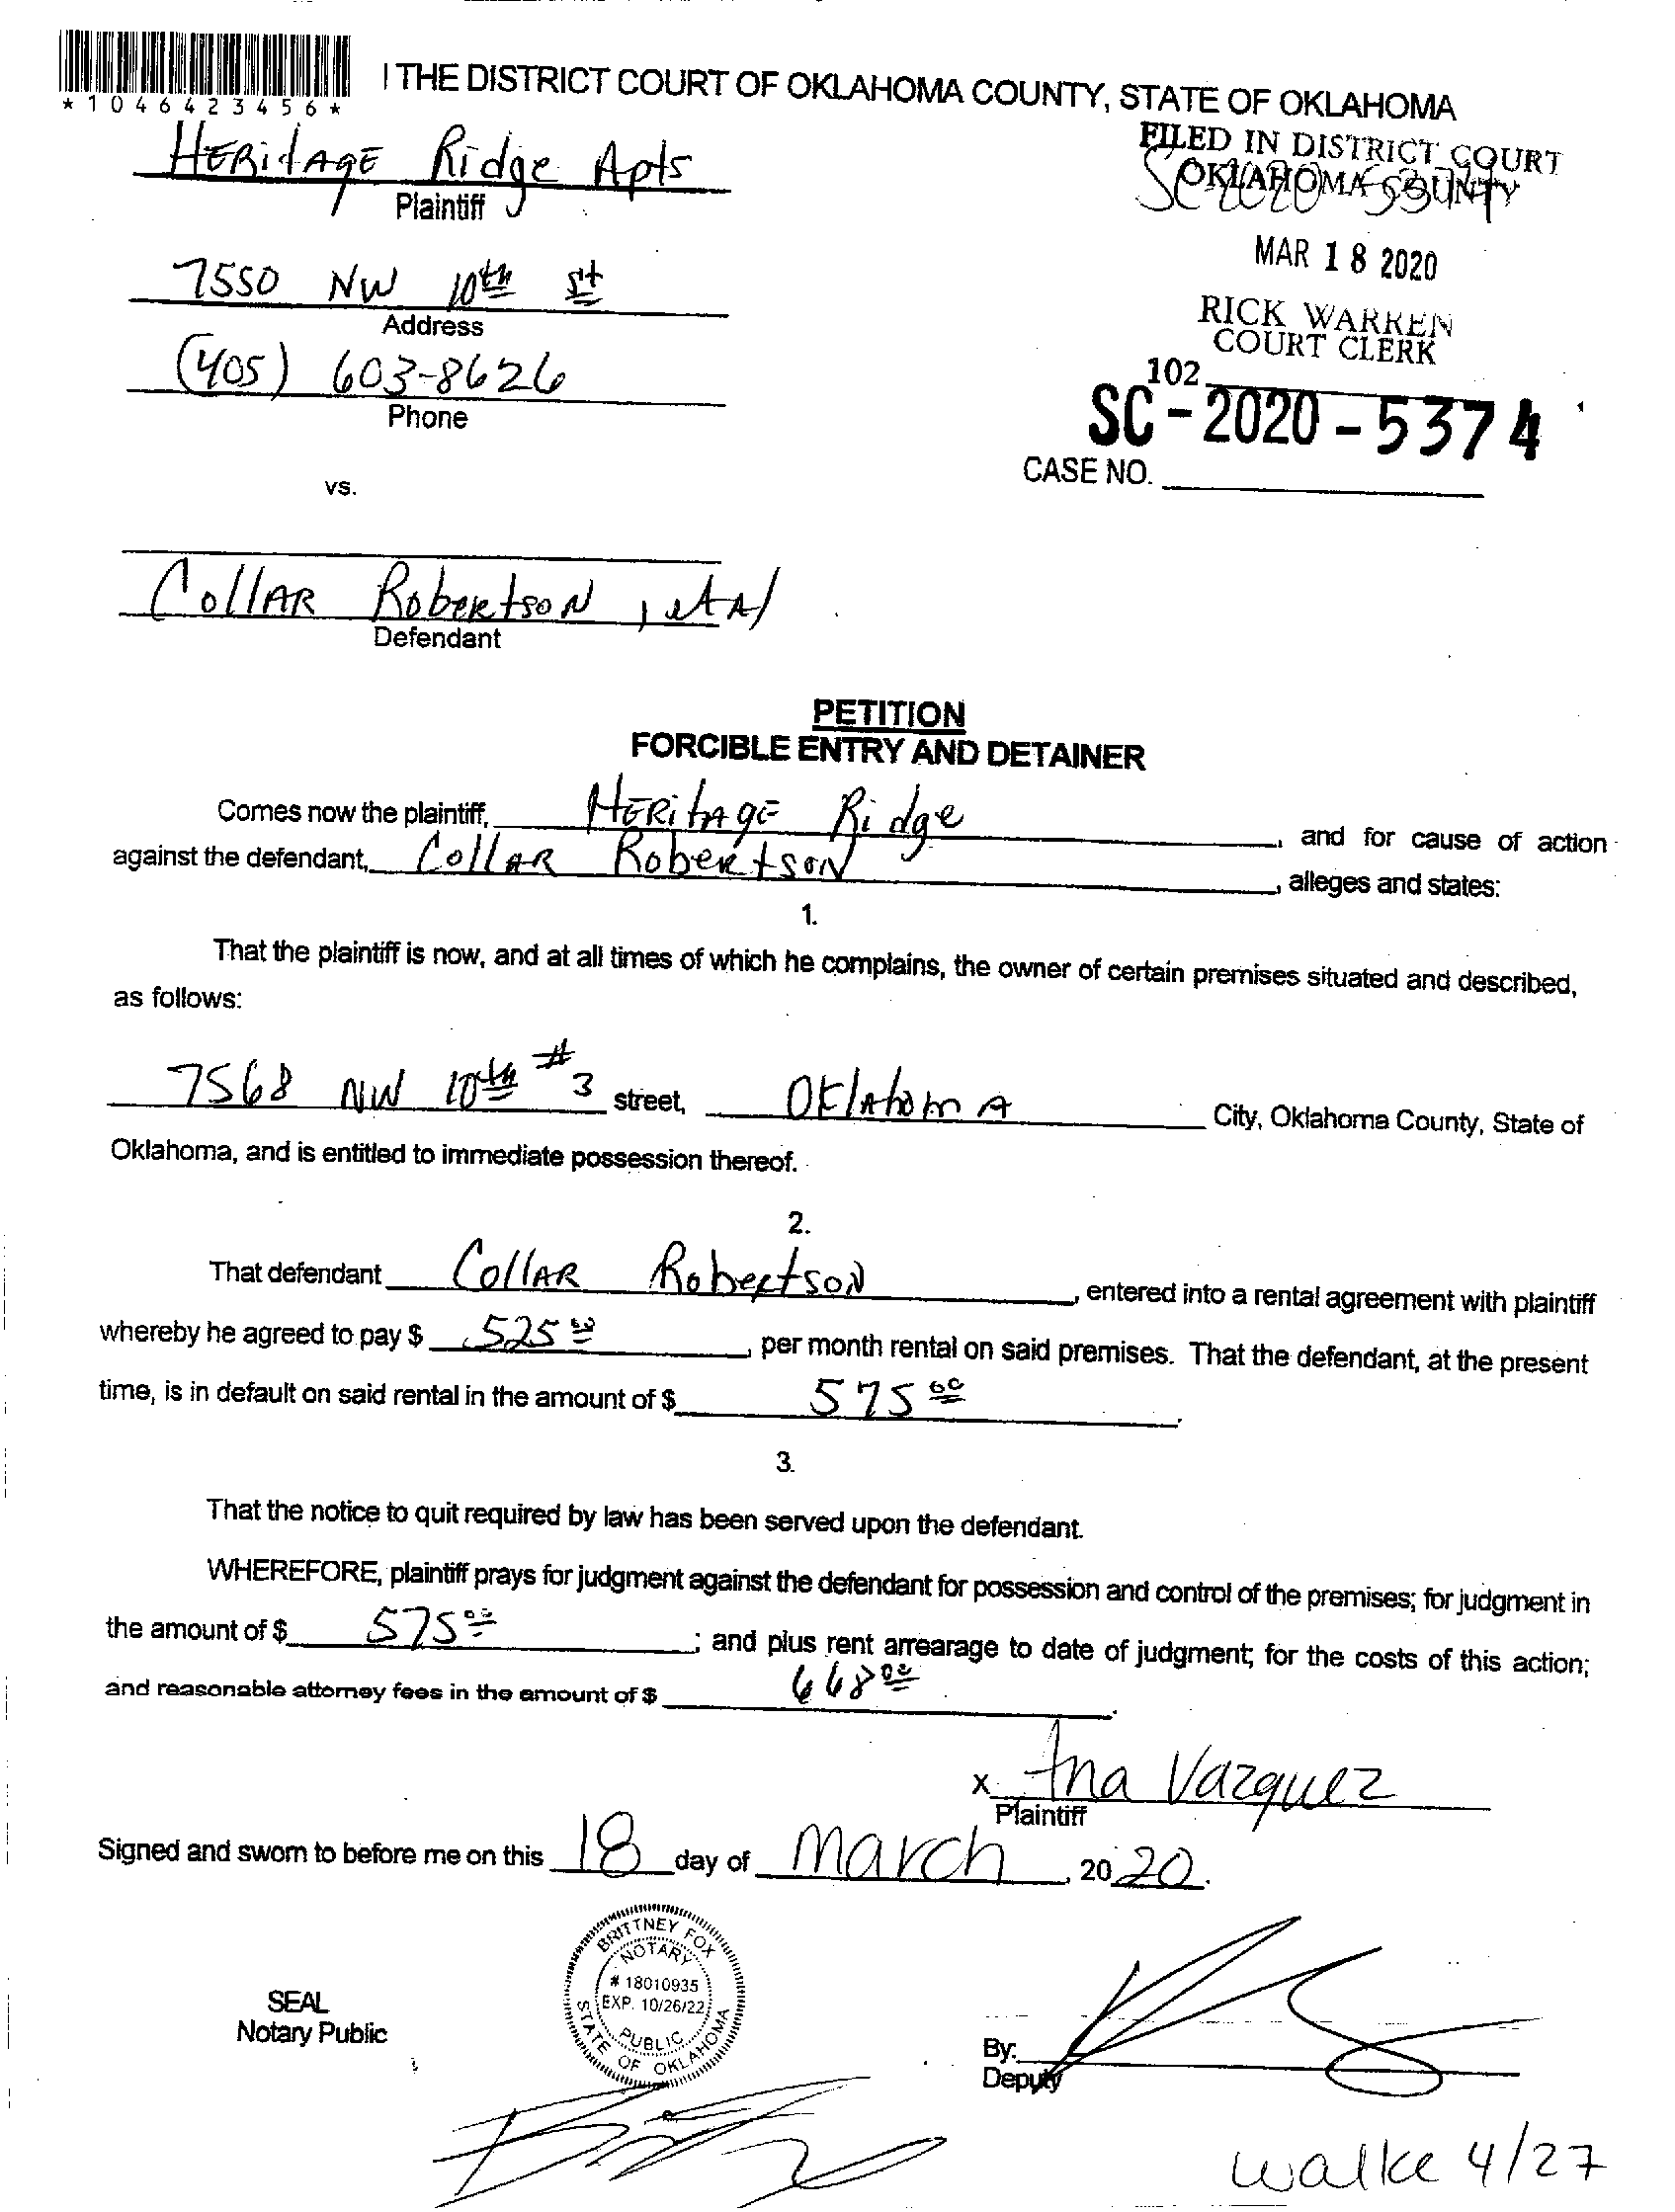 *1046423456*
I THE DISTRICT COURT OF OKLAHOMA COUNTY, STATE OF OKLAHOMA
HERitAGE Ridge Apts
Plaintiff
FILED IN DISTRICT COURT
OKLAHOMA COUNTY
SC-2020-5374
MAR 18 2020
RICK WARREN
COURT CLERK
102
7550 NW 10th St
Address
(405) 603-8626
Phone
SC-2020-5374
CASE NO.
vs.
CollAR RobeRtsoN, et Al
Defendant
PETITION
FORCIBLE ENTRY AND DETAINER
Comes now the plaintiff, HERitAgE Ridge, and for cause of action
against the defendant, CollAR RobeRtsoN, alleges and states:
1.
That the plaintiff is now, and at all times of which he complains, the owner of certain premises situated and described,
as follows:
7568 NW 10th #3 street, OklAhomA City, Oklahoma County, State of
Oklahoma, and is entitled to immediate possession thereof.
2.
That defendant CollAR RobeRtsoN, entered into a rental agreement with plaintiff
whereby he agreed to pay $ 525 00, per month rental on said premises. That the defendant, at the present
time, is in default on said rental in the amount of $ 575 00.
3.
That the notice to quit required by law has been served upon the defendant.
WHEREFORE, plaintiff prays for judgment against the defendant for possession and control of the premises; for judgment in
the amount of $ 575 00; and plus rent arrearage to date of judgment; for the costs of this action;
and reasonable attorney fees in the amount of $ 668 00.
x Ana Vazquez
Plaintiff
Signed and sworn to before me on this 18 day of March, 2020.
BRITTNEY FOX
NOTARY
# 18010935
EXP. 10/26/22
PUBLIC
STATE OF OKLAHOMA
SEAL
Notary Public
By:
Deputy
walke 4/27